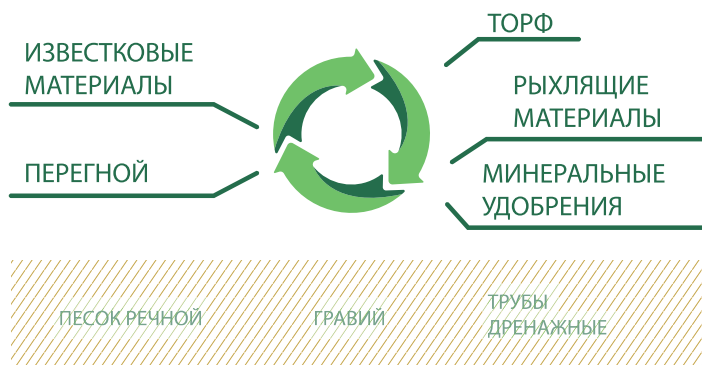 ИЗВЕСТКОВЫЕ
МАТЕРИАЛЫ
ПЕРЕГНОЙ
ТОРФ
РЫХЛЯЩИЕ
МАТЕРИАЛЫ
МИНЕРАЛЬНЫЕ
УДОБРЕНИЯ
ПЕСОК РЕЧНОЙ
ГРАВИЙ
ТРУБЫ
ДРЕНАЖНЫЕ